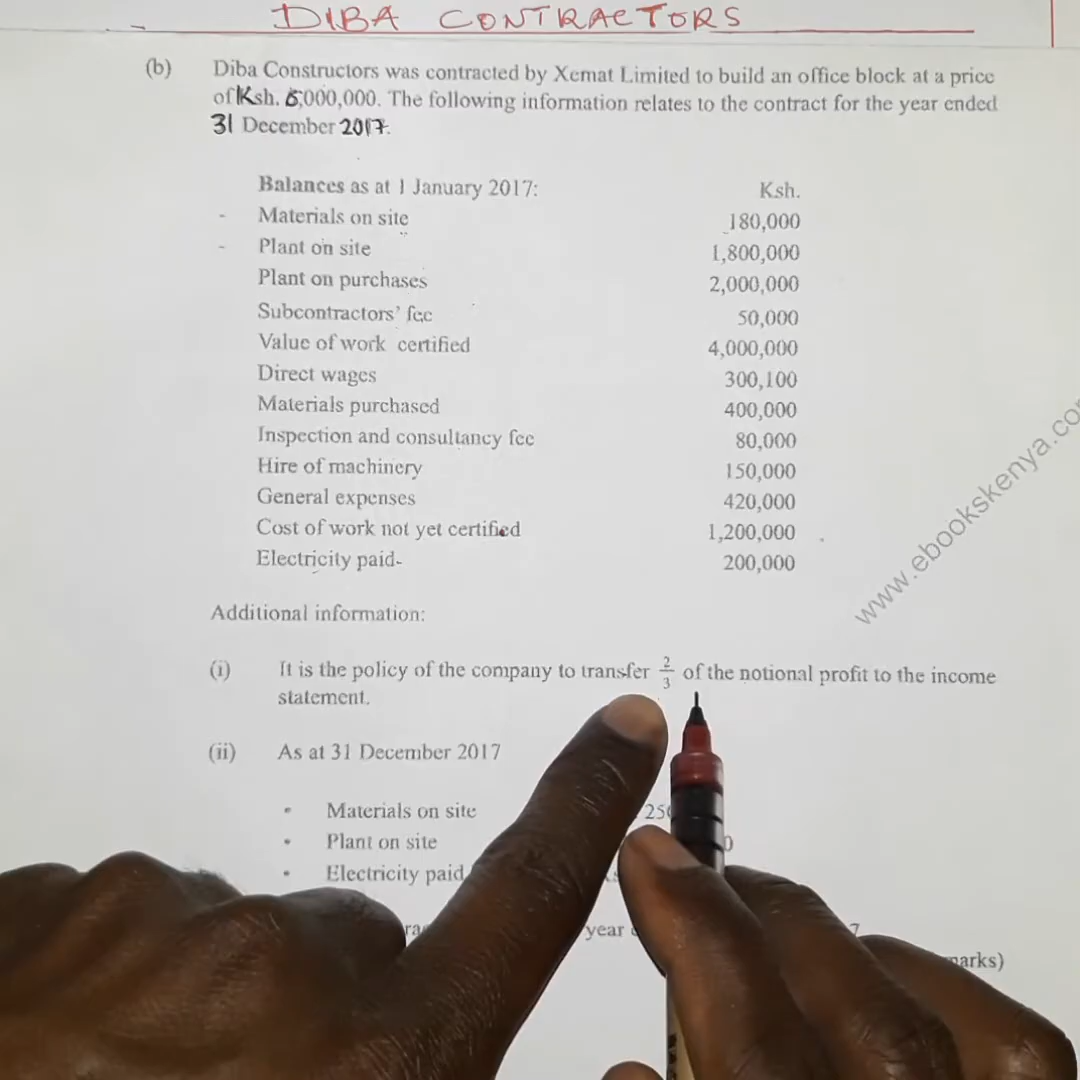 DIBA CONTRACTORS
(b) Diba Constructors was contracted by Xemat Limited to build an office block at a price
of Ksh. 6,000,000. The following information relates to the contract for the year ended
31 December 2017.
Balances as at 1 January 2017: Ksh.
- Materials on site 180,000
- Plant on site 1,800,000
Plant on purchases 2,000,000
Subcontractors' fee 50,000
Value of work certified 4,000,000
Direct wages 300,100
Materials purchased 400,000
Inspection and consultancy fee 80,000
Hire of machinery 150,000
General expenses 420,000
Cost of work not yet certified 1,200,000
Electricity paid- 200,000
www.ebookskenya.co
Additional information:
(i) It is the policy of the company to transfer 2/3 of the notional profit to the income
statement.
(ii) As at 31 December 2017
• Materials on site
• Plant on site
• Electricity paid
year